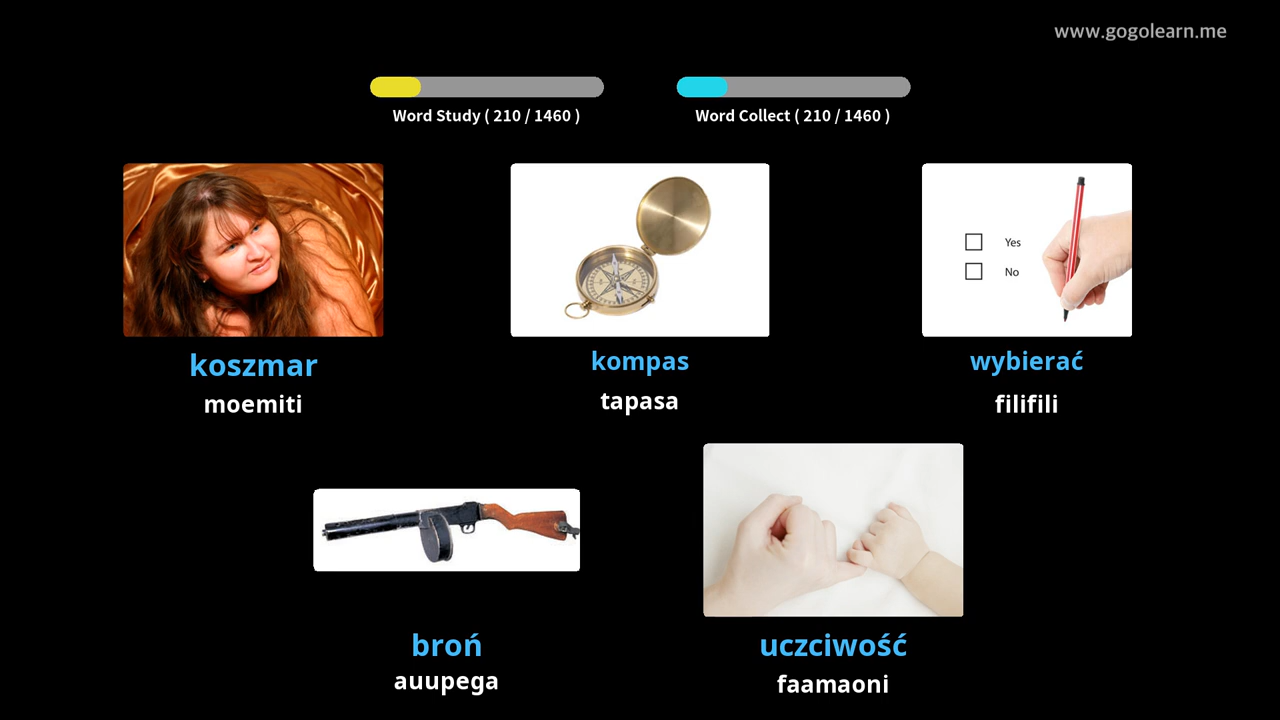 www.gogolearn.me
Word Study ( 210 / 1460 )
Word Collect ( 210 / 1460 )
Yes
No
koszmar
moemiti
kompas
tapasa
wybierać
filifili
broń
auupega
uczciwość
faamaoni